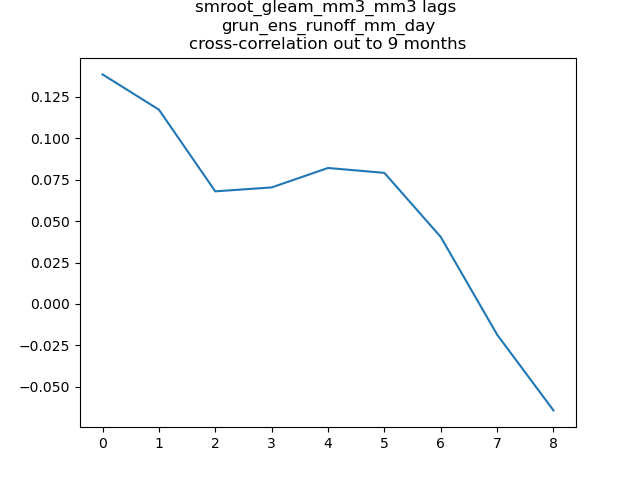 smroot_gleam_mm3_mm3 lags
grun_ens_runoff_mm_day
cross-correlation out to 9 months
0.125
0.100
0.075
0.050
0.025
0.000
−0.025
−0.050
0 1 2 3 4 5 6 7 8